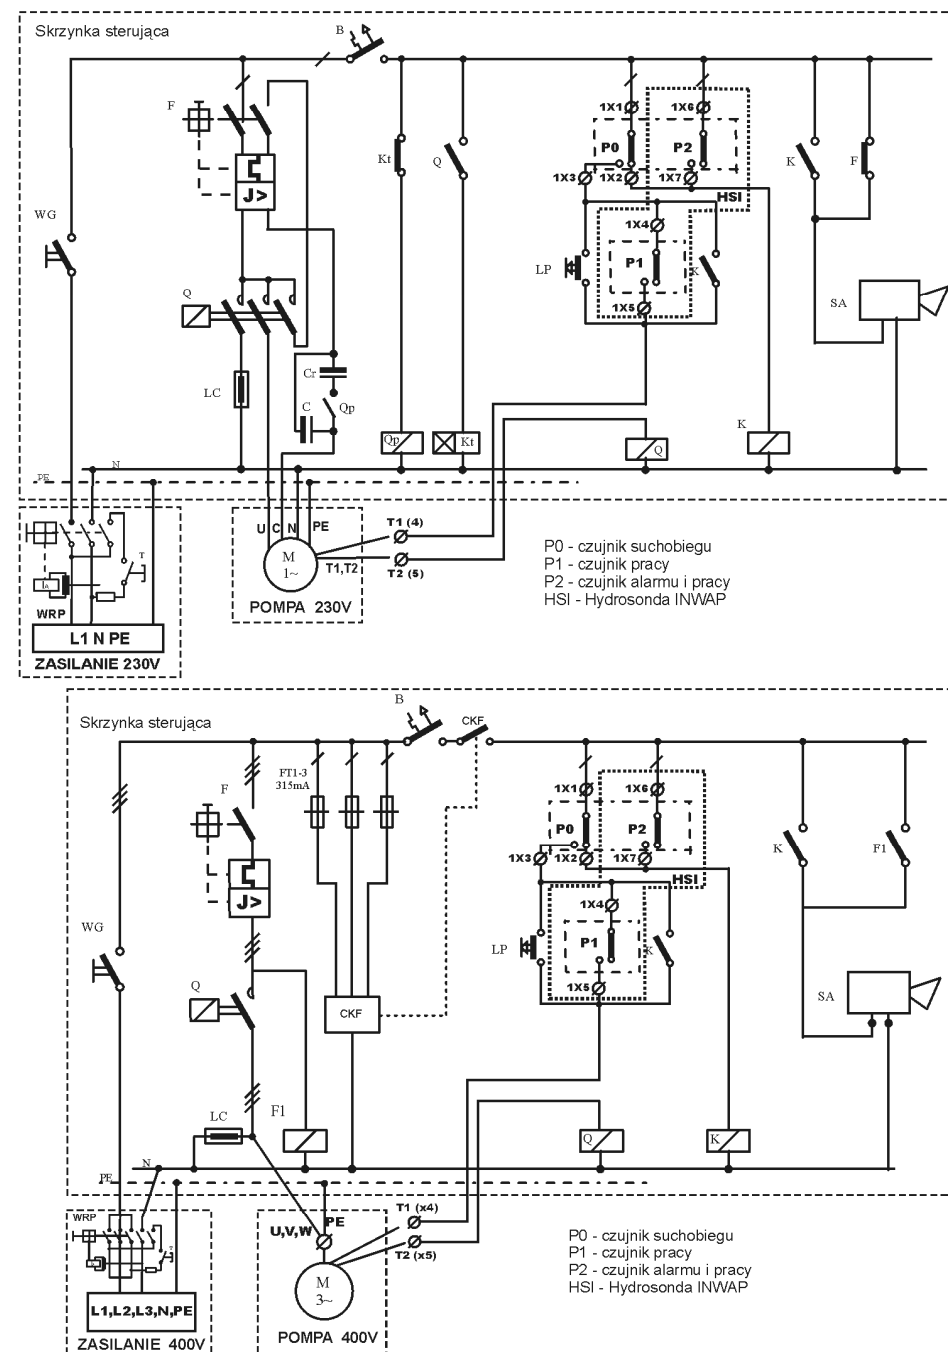 Skrzynka sterująca
B
F
J>
Kt
Q
1X1
1X6
P0
P2
1X3
1X2
1X7
HSI
K
F
WG
1X4
LP
P1
K
1X5
SA
Q
LC
Cr
C
Qp
Qp
Kt
Q
K
N
PE
U C N PE
M
1~
T1 (4)
T1,T2
T2 (5)
POMPA 230V
T
WRP
L1 N PE
ZASILANIE 230V
P0 - czujnik suchobiegu
P1 - czujnik pracy
P2 - czujnik alarmu i pracy
HSI - Hydrosonda INWAP
Skrzynka sterująca
B
CKF
F
FT1-3
315mA
J>
1X1
1X6
P0
P2
1X3
1X2
1X7
HSI
K
F1
WG
1X4
LP
P1
K
1X5
SA
Q
CKF
LC
F1
Q
K
N
PE
WRP
T
L1,L2,L3,N,PE
ZASILANIE 400V
U,V,W
PE
T1 (x4)
T2 (x5)
M
3~
POMPA 400V
P0 - czujnik suchobiegu
P1 - czujnik pracy
P2 - czujnik alarmu i pracy
HSI - Hydrosonda INWAP